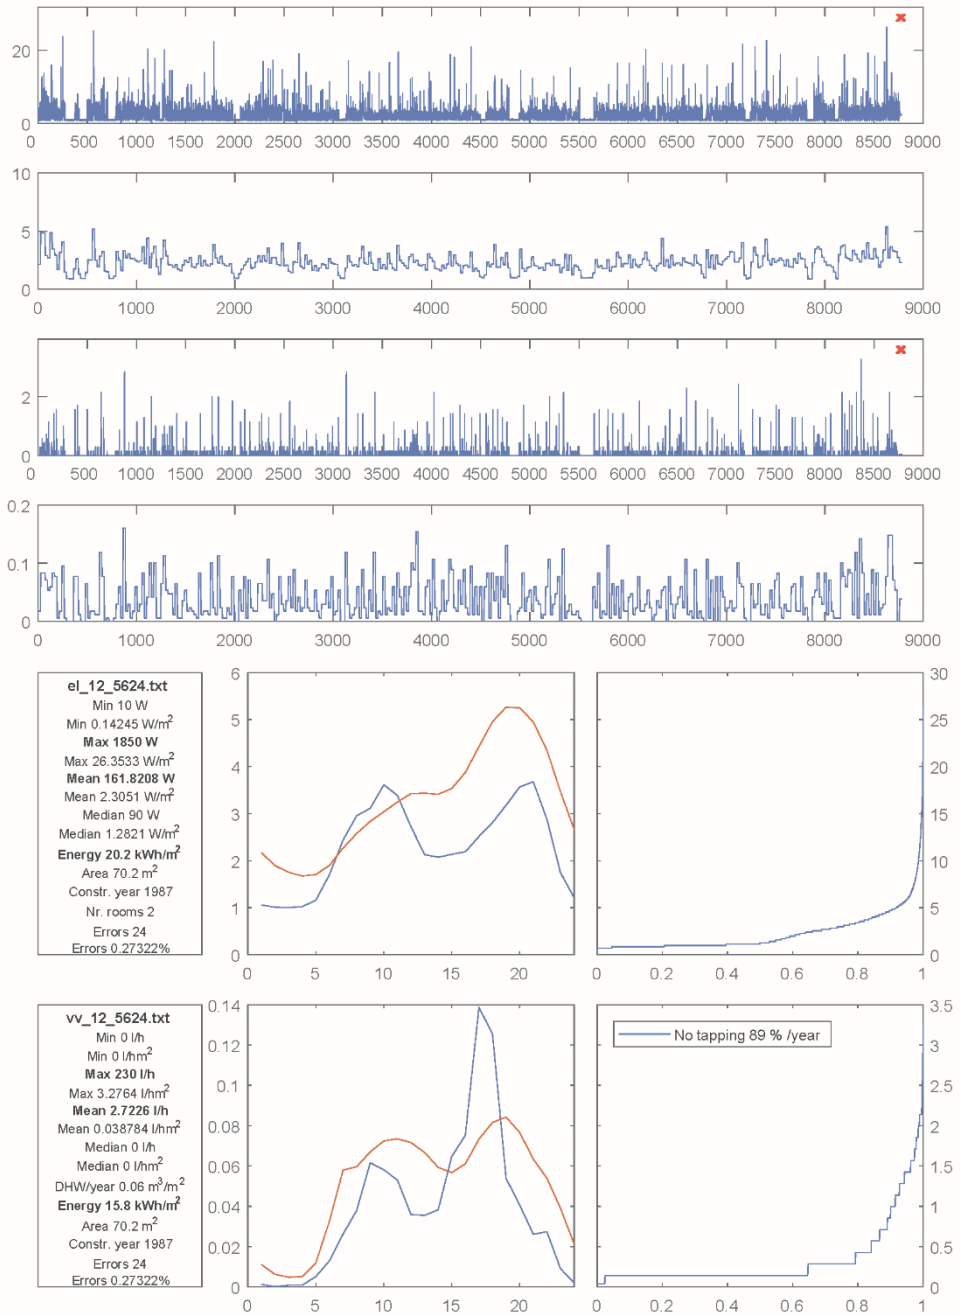 20
0
0 500 1000 1500 2000 2500 3000 3500 4000 4500 5000 5500 6000 6500 7000 7500 8000 8500 9000
10
5
0
0 1000 2000 3000 4000 5000 6000 7000 8000 9000
2
0
0 500 1000 1500 2000 2500 3000 3500 4000 4500 5000 5500 6000 6500 7000 7500 8000 8500 9000
0.2
0.1
0
0 1000 2000 3000 4000 5000 6000 7000 8000 9000
el_12_5624.txt
Min 10 W
Min 0.14245 W/m²
Max 1850 W
Max 26.3533 W/m²
Mean 161.8208 W
Mean 2.3051 W/m²
Median 90 W
Median 1.2821 W/m²
Energy 20.2 kWh/m²
Area 70.2 m²
Constr. year 1987
Nr. rooms 2
Errors 24
Errors 0.27322%
6
5
4
3
2
1
0
0 5 10 15 20
30
25
20
15
10
5
0
0 0.2 0.4 0.6 0.8 1
vv_12_5624.txt
Min 0 l/h
Min 0 l/hm²
Max 230 l/h
Max 3.2764 l/hm²
Mean 2.7226 l/h
Mean 0.038784 l/hm²
Median 0 l/h
Median 0 l/hm²
DHW/year 0.06 m³/m²
Energy 15.8 kWh/m²
Area 70.2 m²
Constr. year 1987
Errors 24
Errors 0.27322%
0.14
0.12
0.1
0.08
0.06
0.04
0.02
0
0 5 10 15 20
No tapping 89 % /year
3.5
3
2.5
2
1.5
1
0.5
0
0 0.2 0.4 0.6 0.8 1